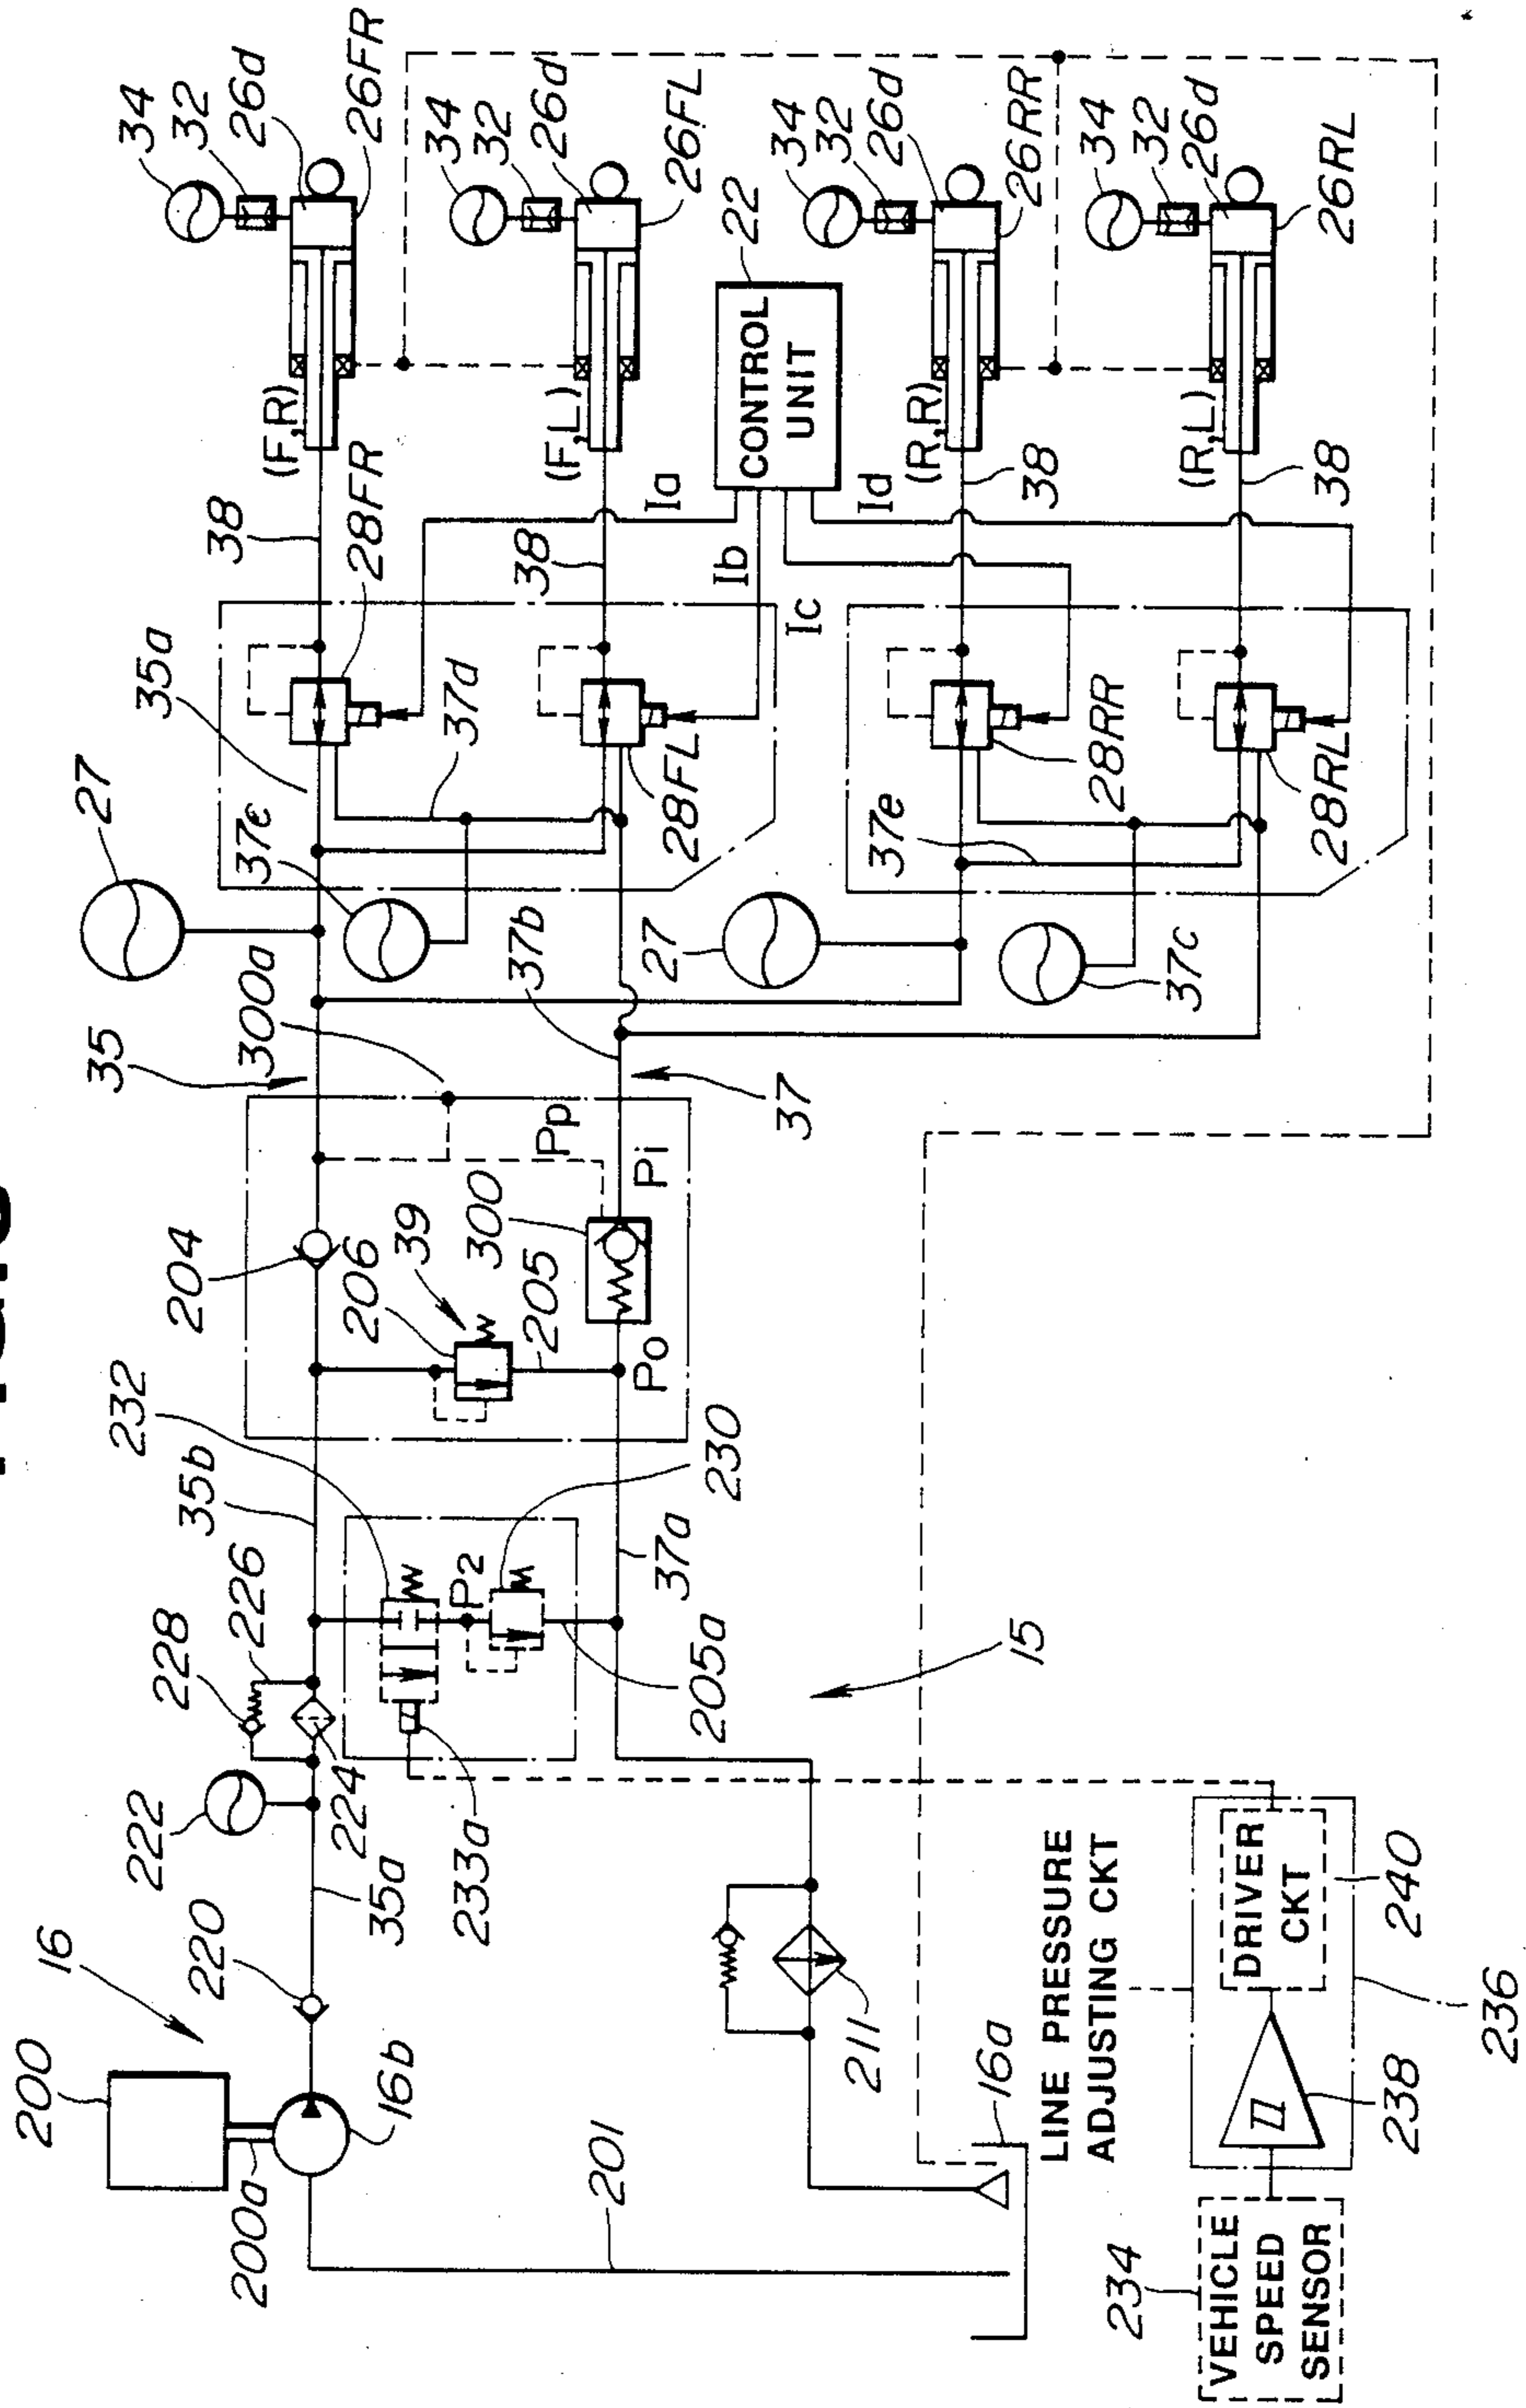 34
32
26d
26FR
34
32
26d
26FL
34
32
26d
26RR
34
32
26d
26RL
(F,R)
(F,L)
(R,R)
(R,L)
22
CONTROL
UNIT
38
38
38
38
Ia
Ib
Ic
Id
28FR
28FL
28RR
28RL
35a
37d
37e
27
37e
27
37c
35
300a
37b
37
Pp
Pi
204
206
39
300
205
Po
232
35b
230
37a
226
228
P2
205a
15
222
224
233a
35a
220
16
200
200a
16b
201
211
16a
LINE PRESSURE
ADJUSTING CKT
DRIVER
CKT
240
236
238
234
VEHICLE
SPEED
SENSOR